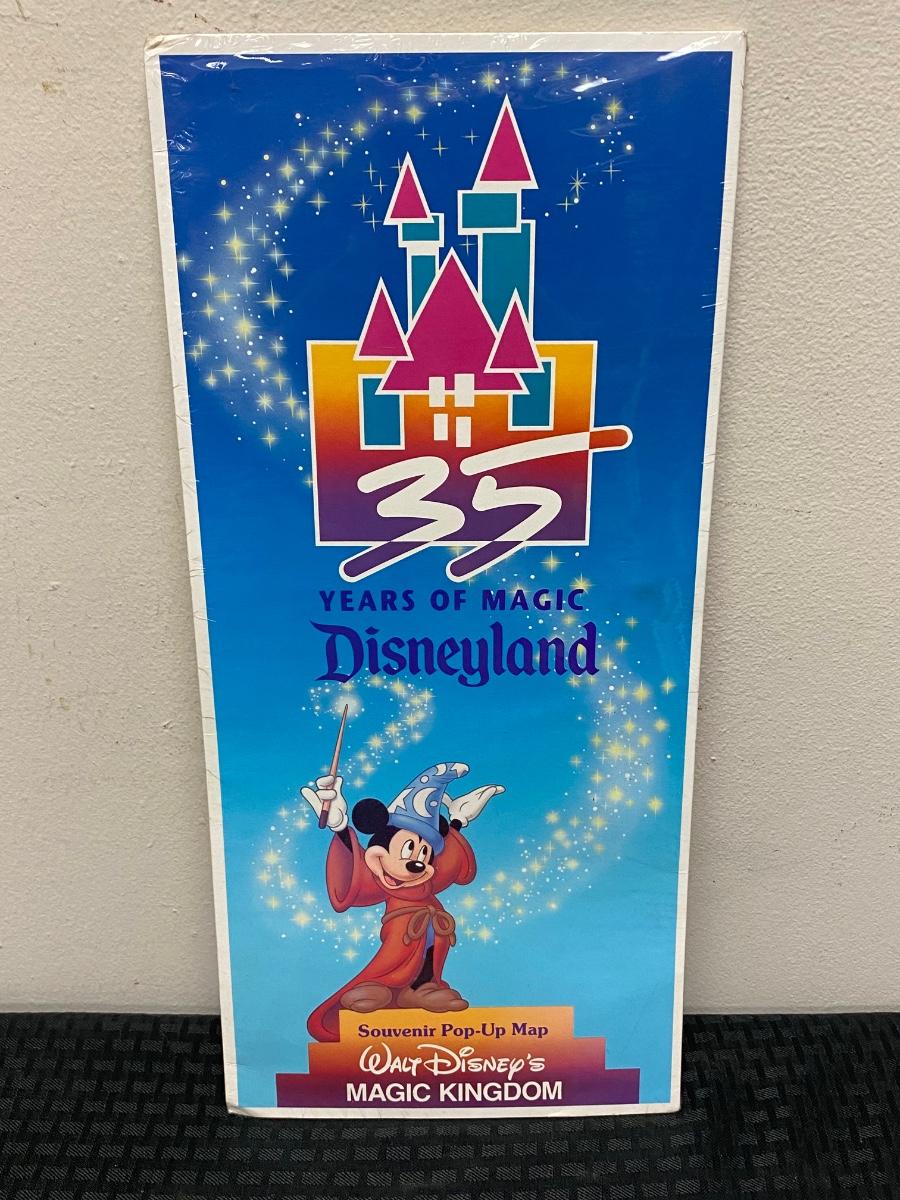 35
YEARS OF MAGIC
Disneyland
Souvenir Pop-Up Map
WALT DISNEY'S
MAGIC KINGDOM